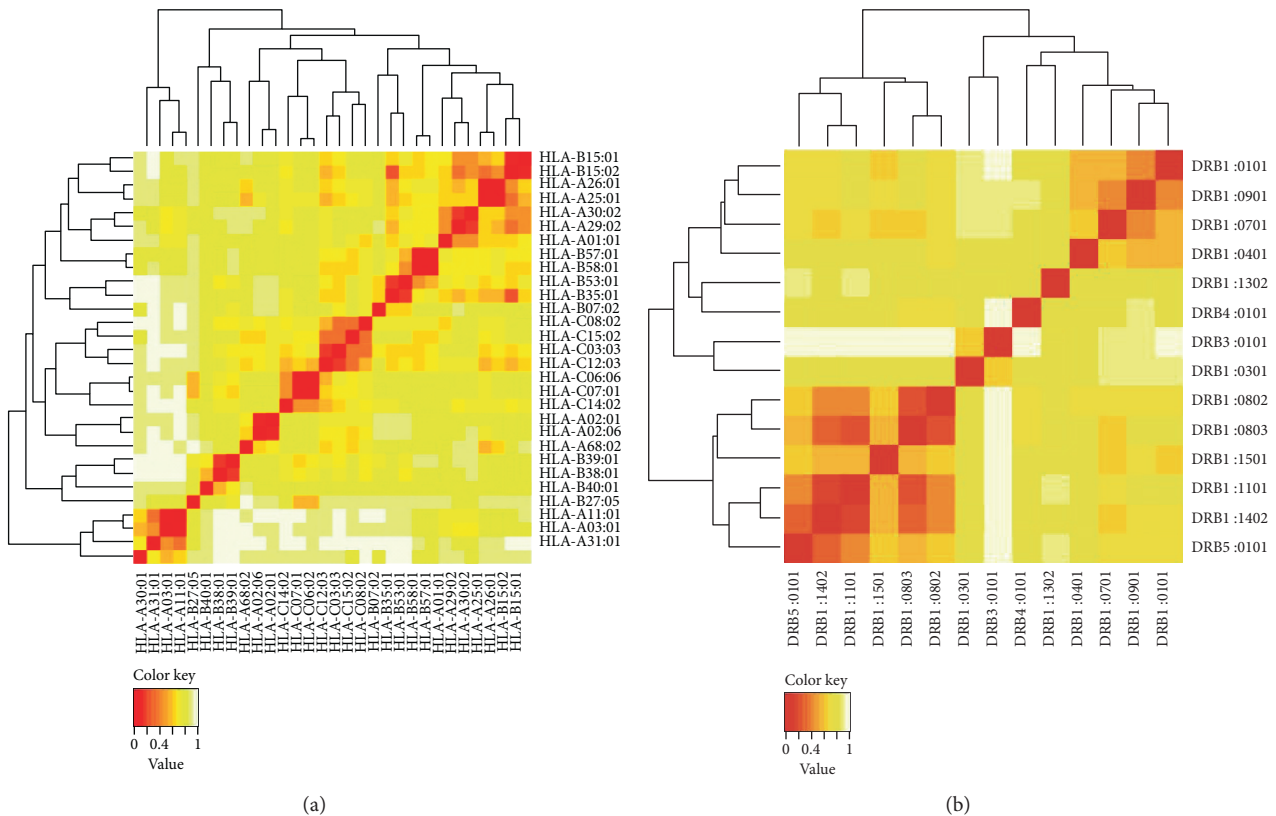 HLA-B15:01
HLA-B15:02
HLA-A26:01
HLA-A25:01
HLA-A30:02
HLA-A29:02
HLA-A01:01
HLA-B57:01
HLA-B58:01
HLA-B53:01
HLA-B35:01
HLA-B07:02
HLA-C08:02
HLA-C15:02
HLA-C03:03
HLA-C12:03
HLA-C06:06
HLA-C07:01
HLA-C14:02
HLA-A02:01
HLA-A02:06
HLA-A68:02
HLA-B39:01
HLA-B38:01
HLA-B40:01
HLA-B27:05
HLA-A11:01
HLA-A03:01
HLA-A31:01
HLA-A30:01
HLA-A31:01
HLA-A03:01
HLA-A11:01
HLA-B27:05
HLA-B40:01
HLA-B38:01
HLA-B39:01
HLA-A68:02
HLA-A02:06
HLA-A02:01
HLA-C14:02
HLA-C07:01
HLA-C06:02
HLA-C12:03
HLA-C03:03
HLA-C15:02
HLA-C08:02
HLA-B07:02
HLA-B35:01
HLA-B53:01
HLA-B58:01
HLA-B57:01
HLA-A01:01
HLA-A29:02
HLA-A30:02
HLA-A25:01
HLA-A26:01
HLA-B15:02
HLA-B15:01
Color key
0 0.4 1
Value
(a)
DRB1 :0101
DRB1 :0901
DRB1 :0701
DRB1 :0401
DRB1 :1302
DRB4 :0101
DRB3 :0101
DRB1 :0301
DRB1 :0802
DRB1 :0803
DRB1 :1501
DRB1 :1101
DRB1 :1402
DRB5 :0101
DRB5 :0101
DRB1 :1402
DRB1 :1101
DRB1 :1501
DRB1 :0803
DRB1 :0802
DRB1 :0301
DRB3 :0101
DRB4 :0101
DRB1 :1302
DRB1 :0401
DRB1 :0701
DRB1 :0901
DRB1 :0101
Color key
0 0.4 1
Value
(b)